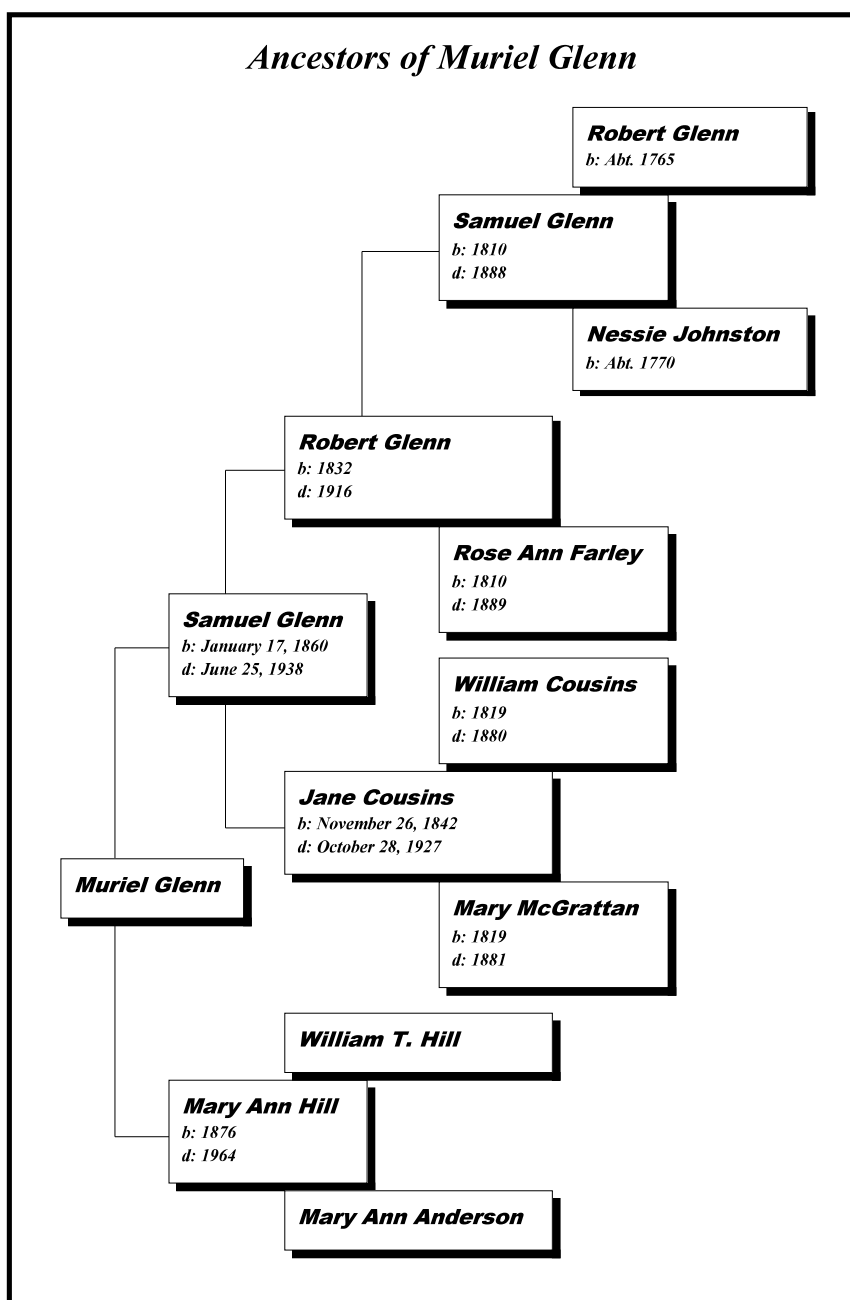 Ancestors of Muriel Glenn
Robert Glenn
b: Abt. 1765
Samuel Glenn
b: 1810
d: 1888
Nessie Johnston
b: Abt. 1770
Robert Glenn
b: 1832
d: 1916
Rose Ann Farley
b: 1810
d: 1889
Samuel Glenn
b: January 17, 1860
d: June 25, 1938
William Cousins
b: 1819
d: 1880
Jane Cousins
b: November 26, 1842
d: October 28, 1927
Muriel Glenn
Mary McGrattan
b: 1819
d: 1881
William T. Hill
Mary Ann Hill
b: 1876
d: 1964
Mary Ann Anderson